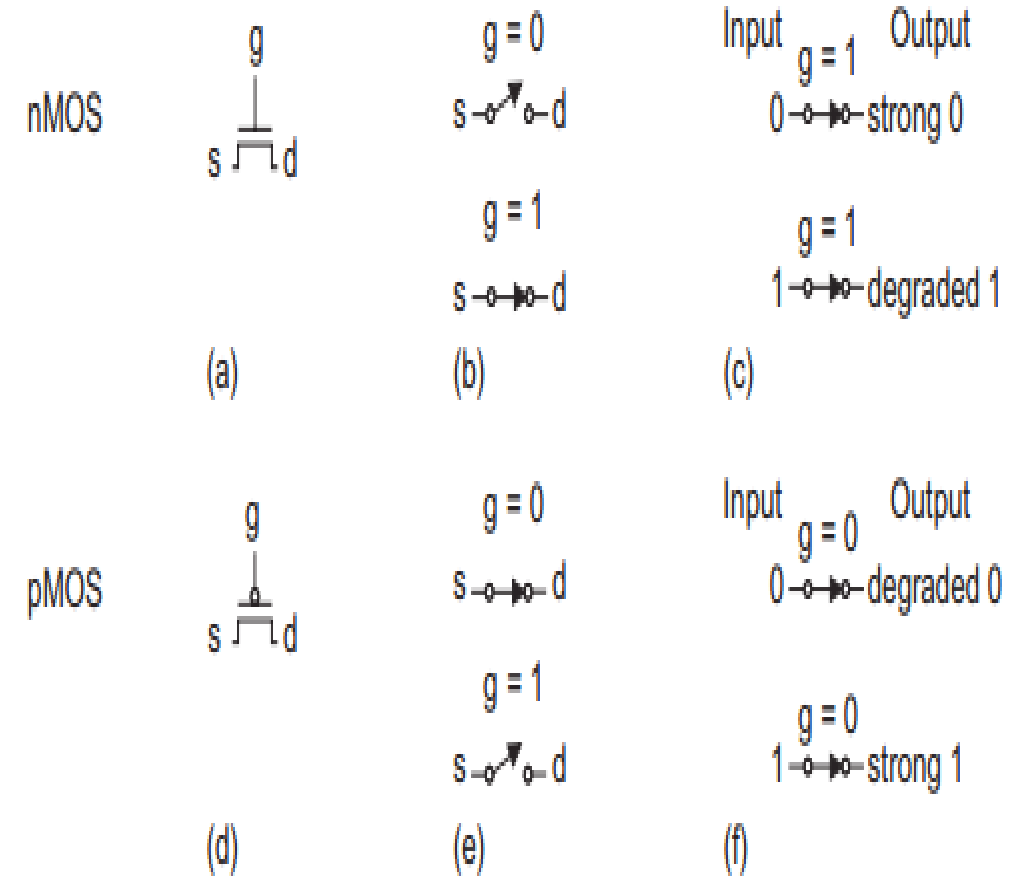 g
g = 0
Input
Output
g = 1
nMOS
s
d
0
strong 0
s
d
g = 1
g = 1
s
d
1
degraded 1
(a)
(b)
(c)
g
g = 0
Input
Output
g = 0
pMOS
s
d
0
degraded 0
s
d
g = 1
g = 0
s
d
1
strong 1
(d)
(e)
(f)